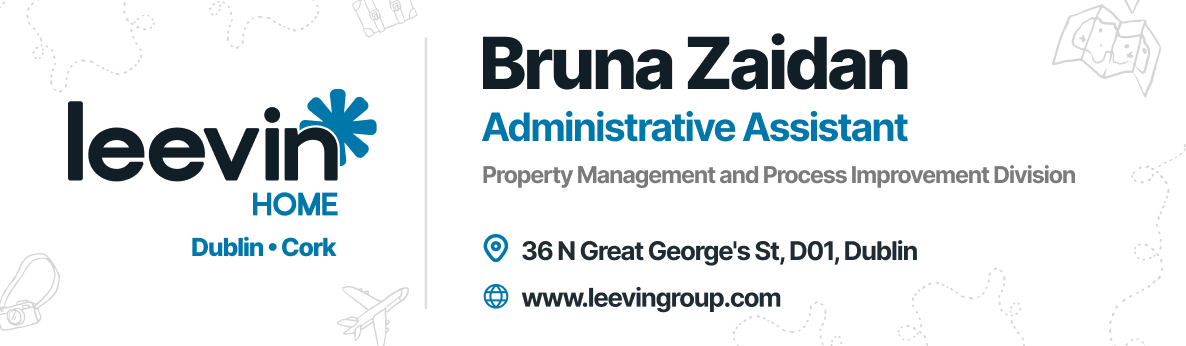 leevin
HOME
Dublin • Cork
Bruna Zaidan
Administrative Assistant
Property Management and Process Improvement Division
36 N Great George's St, D01, Dublin
www.leevingroup.com